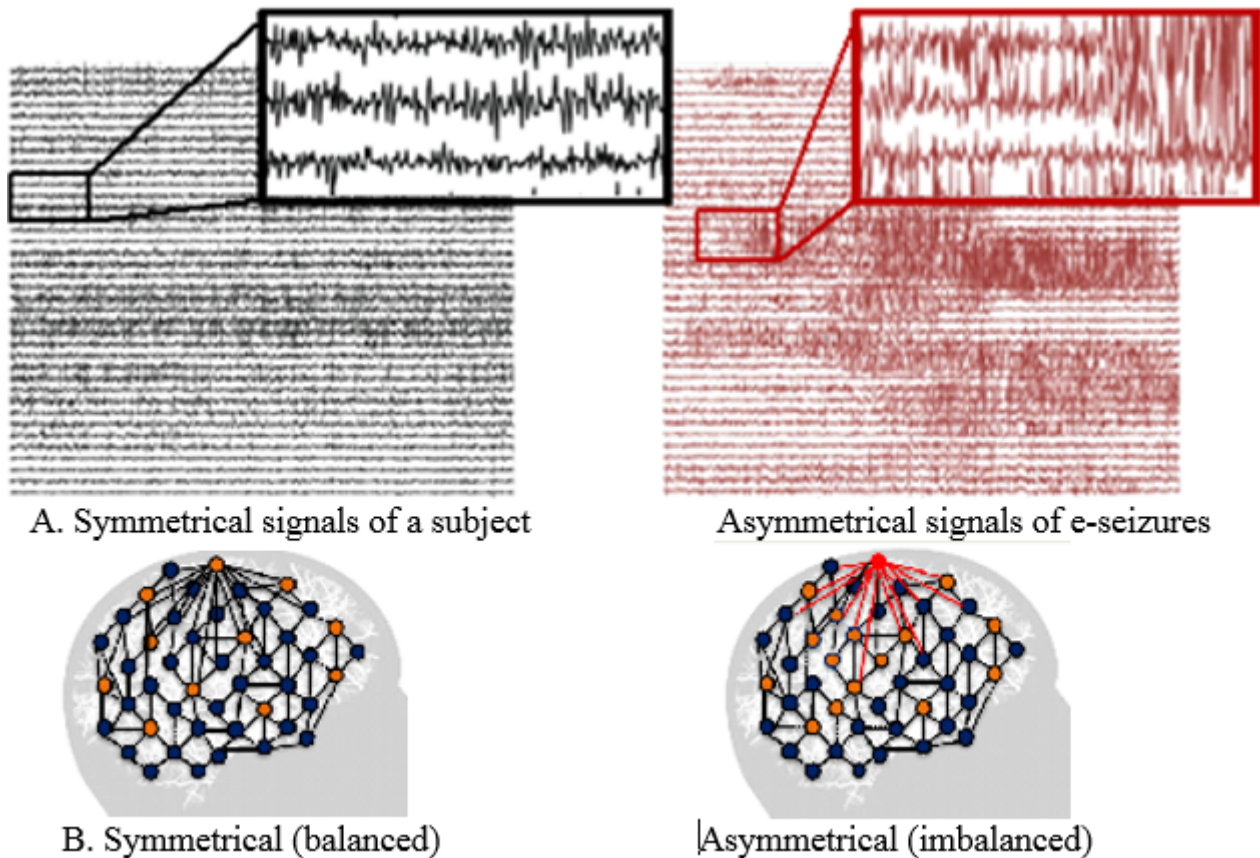 A. Symmetrical signals of a subject
Asymmetrical signals of e-seizures
B. Symmetrical (balanced)
Asymmetrical (imbalanced)